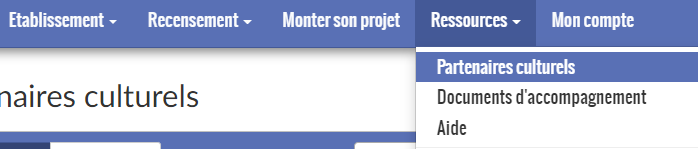 Etablissement Recensement Monter son projet Ressources Mon compte
Partenaires culturels
naires culturels
Documents d'accompagnement
Aide